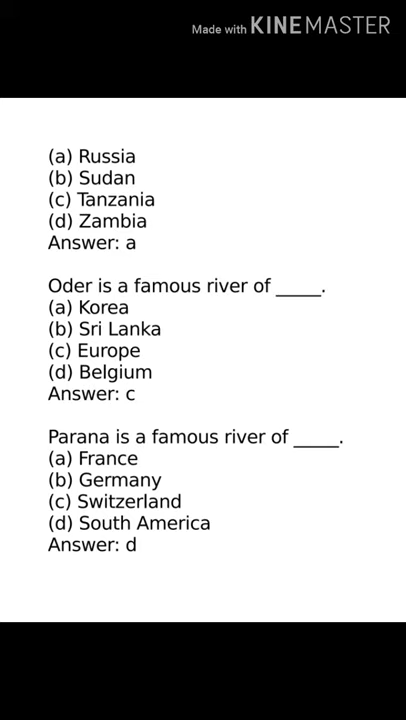 Made with KINEMASTER
(a) Russia
(b) Sudan
(c) Tanzania
(d) Zambia
Answer: a
Oder is a famous river of _____.
(a) Korea
(b) Sri Lanka
(c) Europe
(d) Belgium
Answer: c
Parana is a famous river of _____.
(a) France
(b) Germany
(c) Switzerland
(d) South America
Answer: d